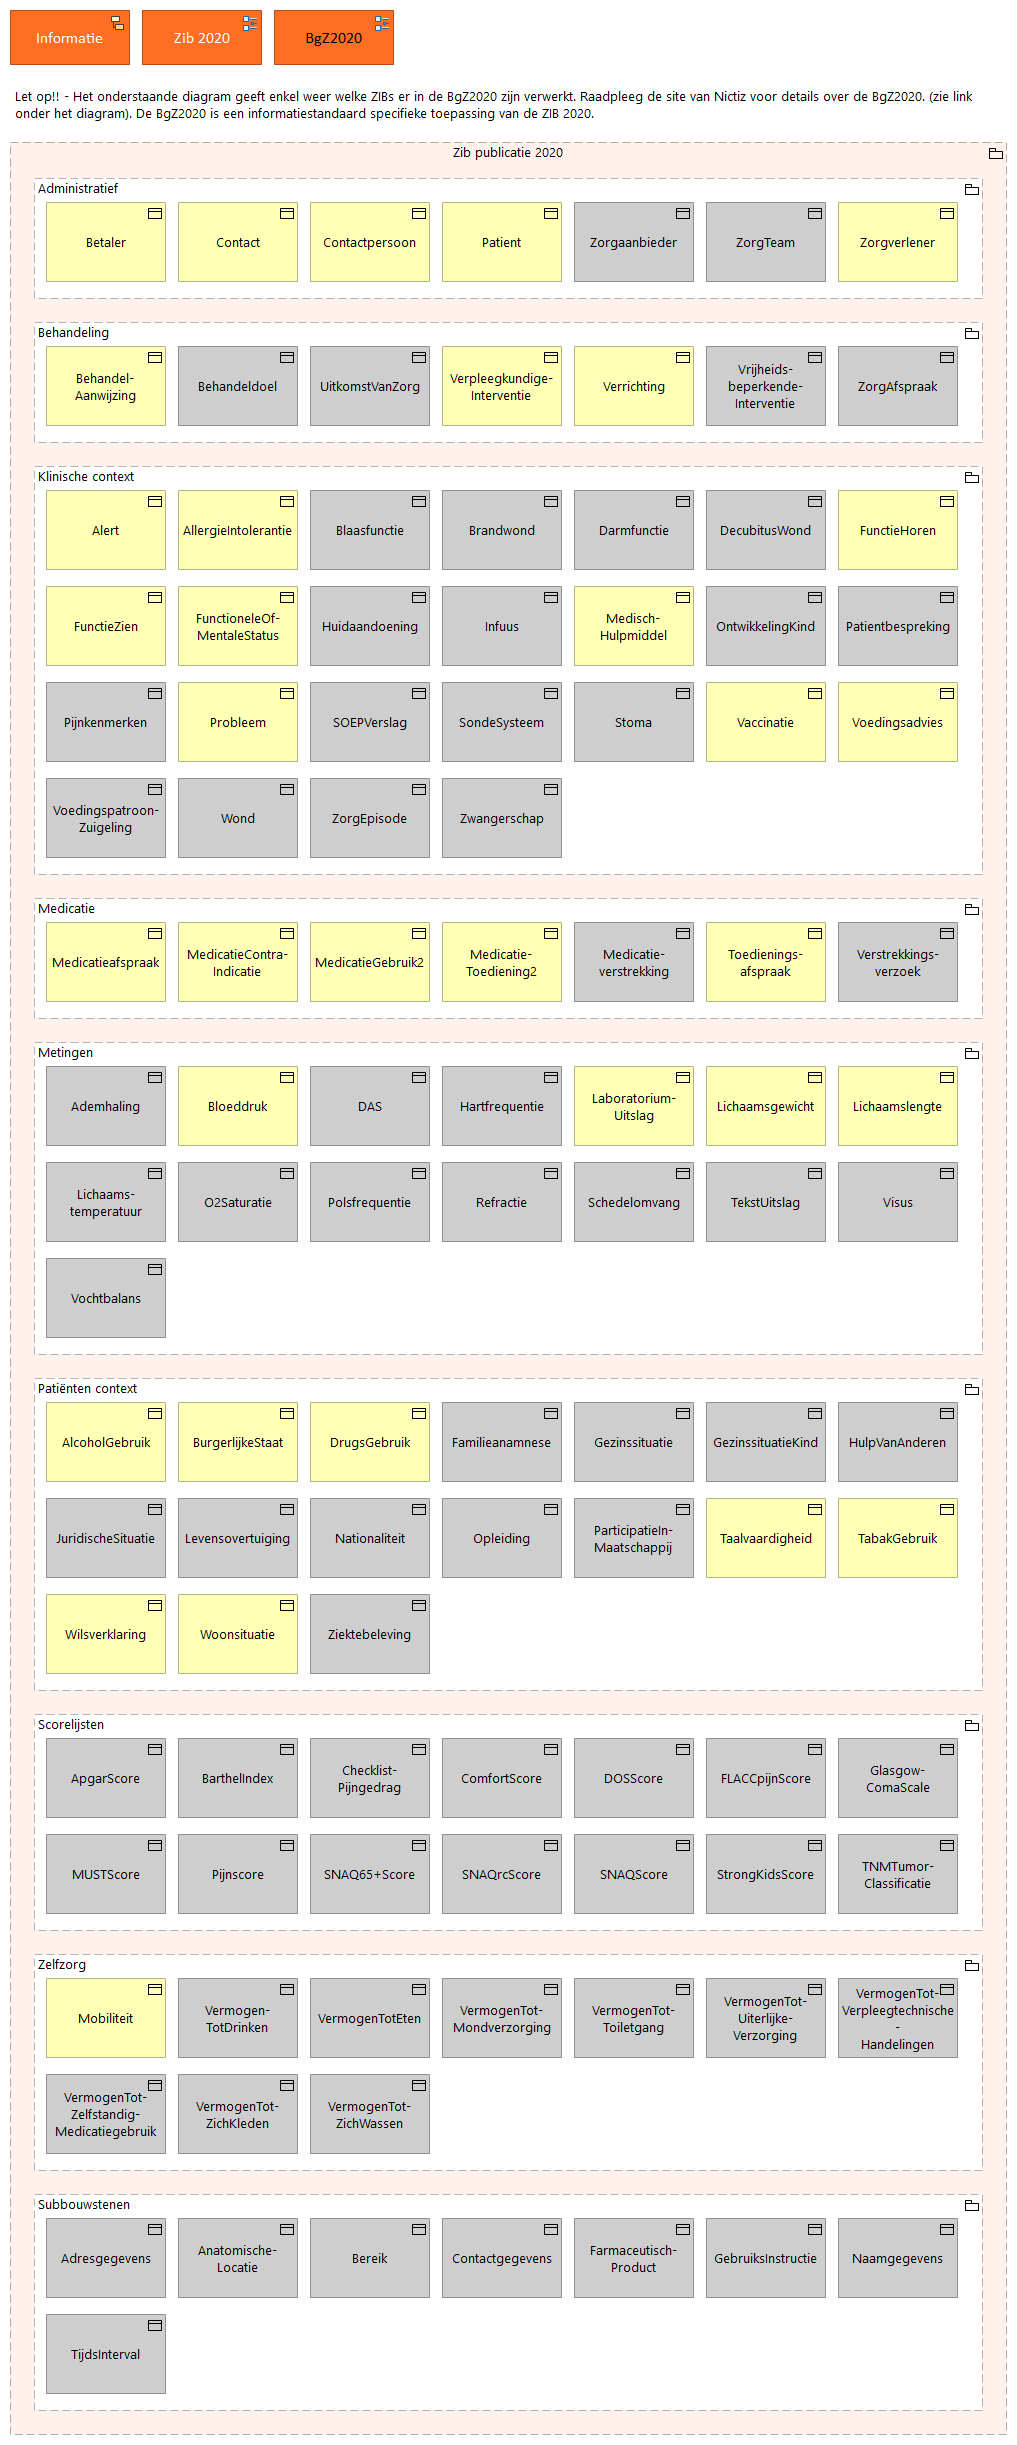 Informatie
Zib 2020
BgZ2020
Let op!! - Het onderstaande diagram geeft enkel weer welke ZIBs er in de BgZ2020 zijn verwerkt. Raadpleeg de site van Nictiz voor details over de BgZ2020. (zie link
onder het diagram). De BgZ2020 is een informatiestandaard specifieke toepassing van de ZIB 2020.
Zib publicatie 2020
Administratief
Betaler
Contact
Contactpersoon
Patient
Zorgaanbieder
ZorgTeam
Zorgverlener
Behandeling
Behandel-
Aanwijzing
Behandeldoel
UitkomstVanZorg
Verpleegkundige-
Interventie
Verrichting
Vrijheids-
beperkende-
Interventie
ZorgAfspraak
Klinische context
Alert
AllergieIntolerantie
Blaasfunctie
Brandwond
Darmfunctie
DecubitusWond
FunctieHoren
FunctieZien
FunctioneleOf-
MentaleStatus
Huidaandoening
Infuus
Medisch-
Hulpmiddel
OntwikkelingKind
Patientbespreking
Pijnkenmerken
Probleem
SOEPVerslag
SondeSysteem
Stoma
Vaccinatie
Voedingsadvies
Voedingspatroon-
Zuigeling
Wond
ZorgEpisode
Zwangerschap
Medicatie
Medicatieafspraak
MedicatieContra-
Indicatie
MedicatieGebruik2
Medicatie-
Toediening2
Medicatie-
verstrekking
Toedienings-
afspraak
Verstrekkings-
verzoek
Metingen
Ademhaling
Bloeddruk
DAS
Hartfrequentie
Laboratorium-
Uitslag
Lichaamsgewicht
Lichaamslengte
Lichaams-
temperatuur
O2Saturatie
Polsfrequentie
Refractie
Schedelomvang
TekstUitslag
Visus
Vochtbalans
Patiënten context
AlcoholGebruik
BurgerlijkeStaat
DrugsGebruik
Familieanamnese
Gezinssituatie
GezinssituatieKind
HulpVanAnderen
JuridischeSituatie
Levensovertuiging
Nationaliteit
Opleiding
ParticipatieIn-
Maatschappij
Taalvaardigheid
TabakGebruik
Wilsverklaring
Woonsituatie
Ziektebeleving
Scorelijsten
ApgarScore
BarthelIndex
Checklist-
Pijngedrag
ComfortScore
DOSScore
FLACCpijnScore
Glasgow-
ComaScale
MUSTScore
Pijnscore
SNAQ65+Score
SNAQrcScore
SNAQScore
StrongKidsScore
TNMTumor-
Classificatie
Zelfzorg
Mobiliteit
Vermogen-
TotDrinken
VermogenTotEten
VermogenTot-
Mondverzorging
VermogenTot-
Toiletgang
VermogenTot-
Uiterlijke-
Verzorging
VermogenTot-
Verpleegtechnische
-
Handelingen
VermogenTot-
Zelfstandig-
Medicatiegebruik
VermogenTot-
ZichKleden
VermogenTot-
ZichWassen
Subbouwstenen
Adresgegevens
Anatomische-
Locatie
Bereik
Contactgegevens
Farmaceutisch-
Product
GebruiksInstructie
Naamgegevens
TijdsInterval